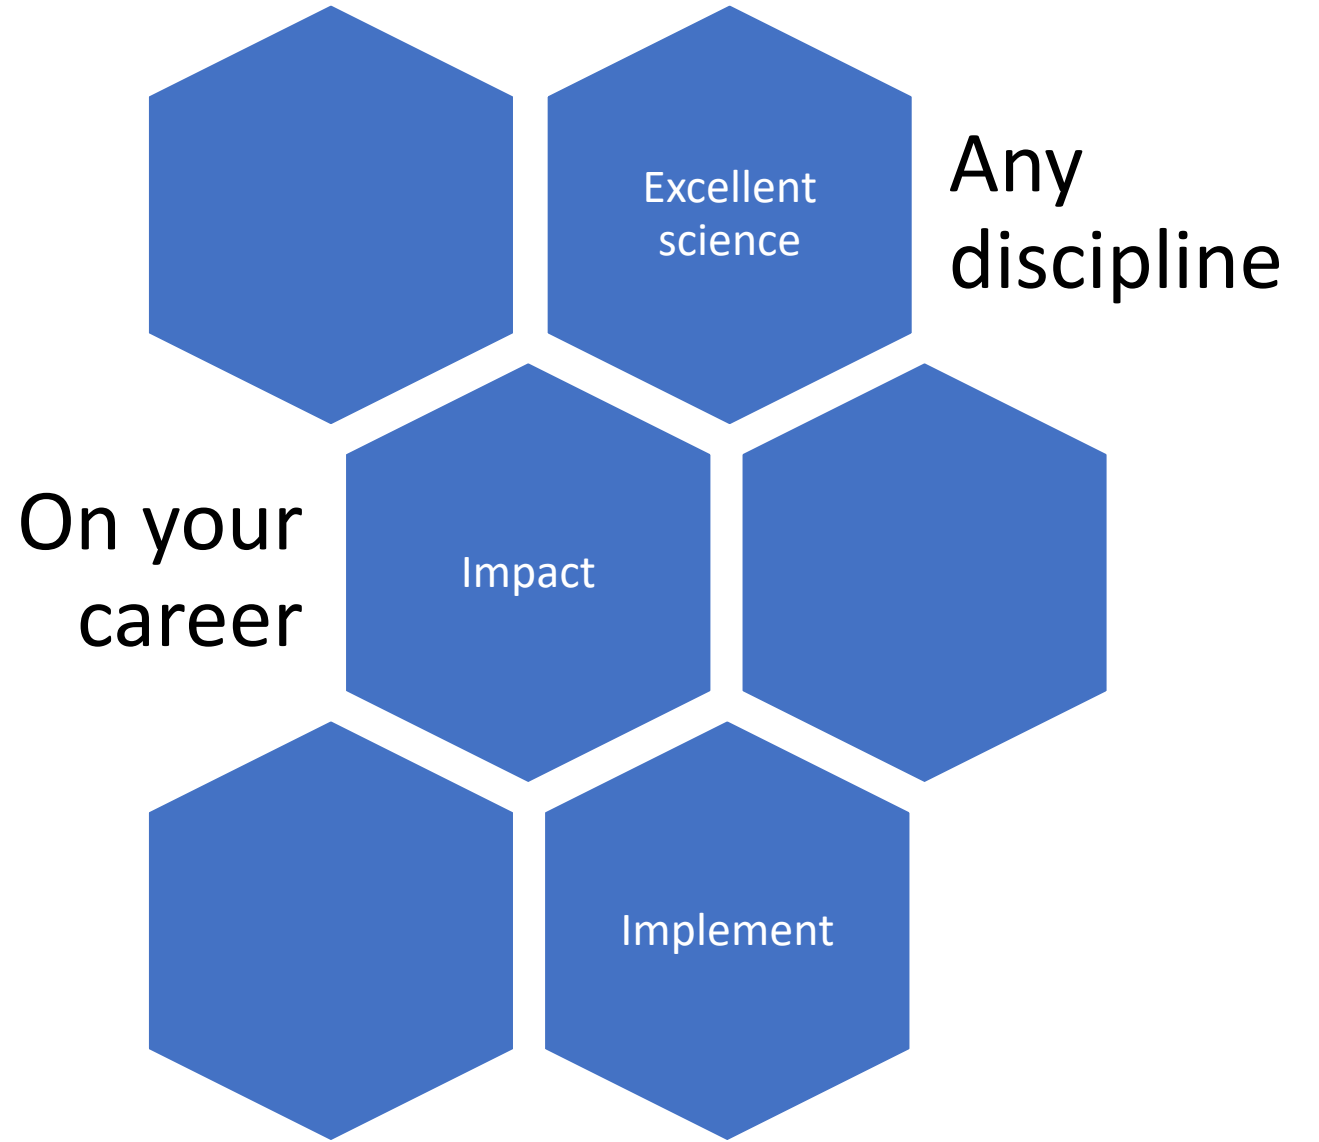 Excellent
science
Any
discipline
On your
career
Impact
Implement